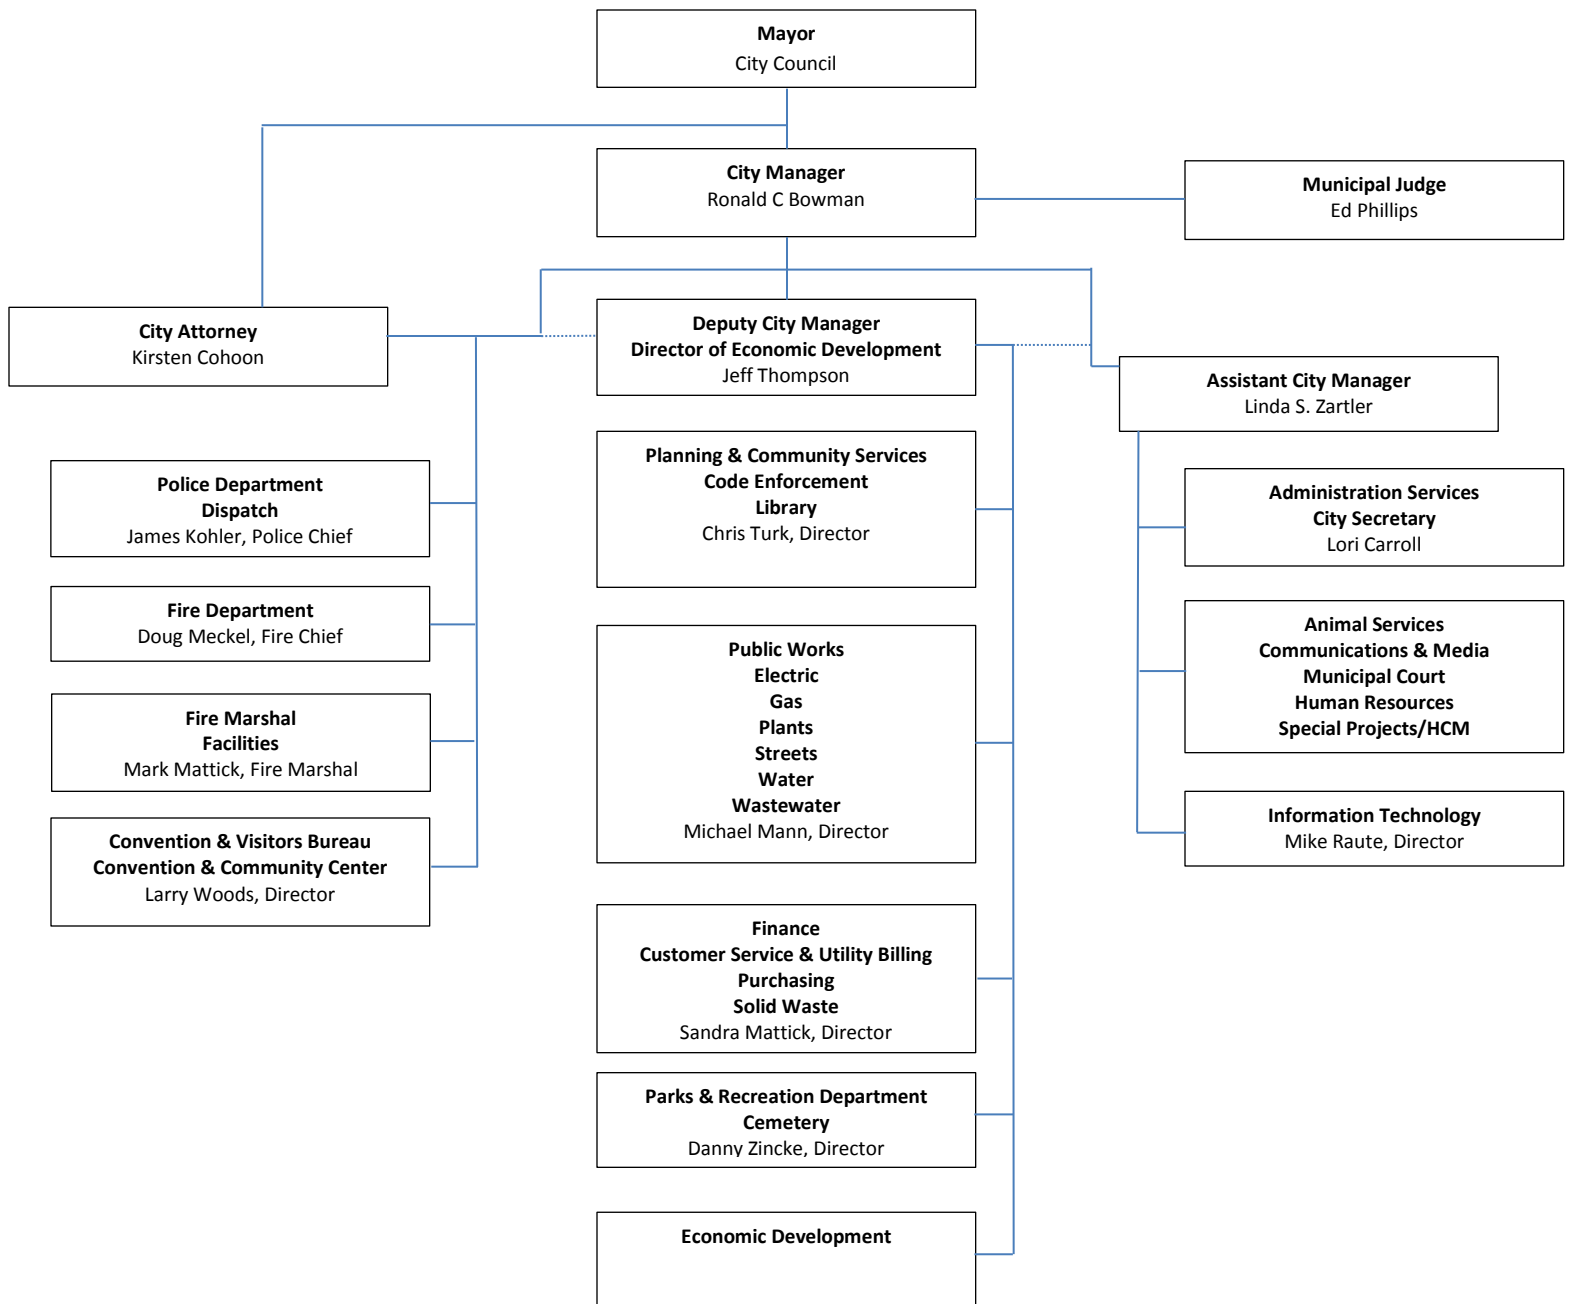 Mayor
City Council
City Manager
Ronald C Bowman
Municipal Judge
Ed Phillips
City Attorney
Kirsten Cohoon
Deputy City Manager
Director of Economic Development
Jeff Thompson
Assistant City Manager
Linda S. Zartler
Police Department
Dispatch
James Kohler, Police Chief
Fire Department
Doug Meckel, Fire Chief
Fire Marshal
Facilities
Mark Mattick, Fire Marshal
Convention & Visitors Bureau
Convention & Community Center
Larry Woods, Director
Planning & Community Services
Code Enforcement
Library
Chris Turk, Director
Public Works
Electric
Gas
Plants
Streets
Water
Wastewater
Michael Mann, Director
Finance
Customer Service & Utility Billing
Purchasing
Solid Waste
Sandra Mattick, Director
Parks & Recreation Department
Cemetery
Danny Zincke, Director
Economic Development
Administration Services
City Secretary
Lori Carroll
Animal Services
Communications & Media
Municipal Court
Human Resources
Special Projects/HCM
Information Technology
Mike Raute, Director